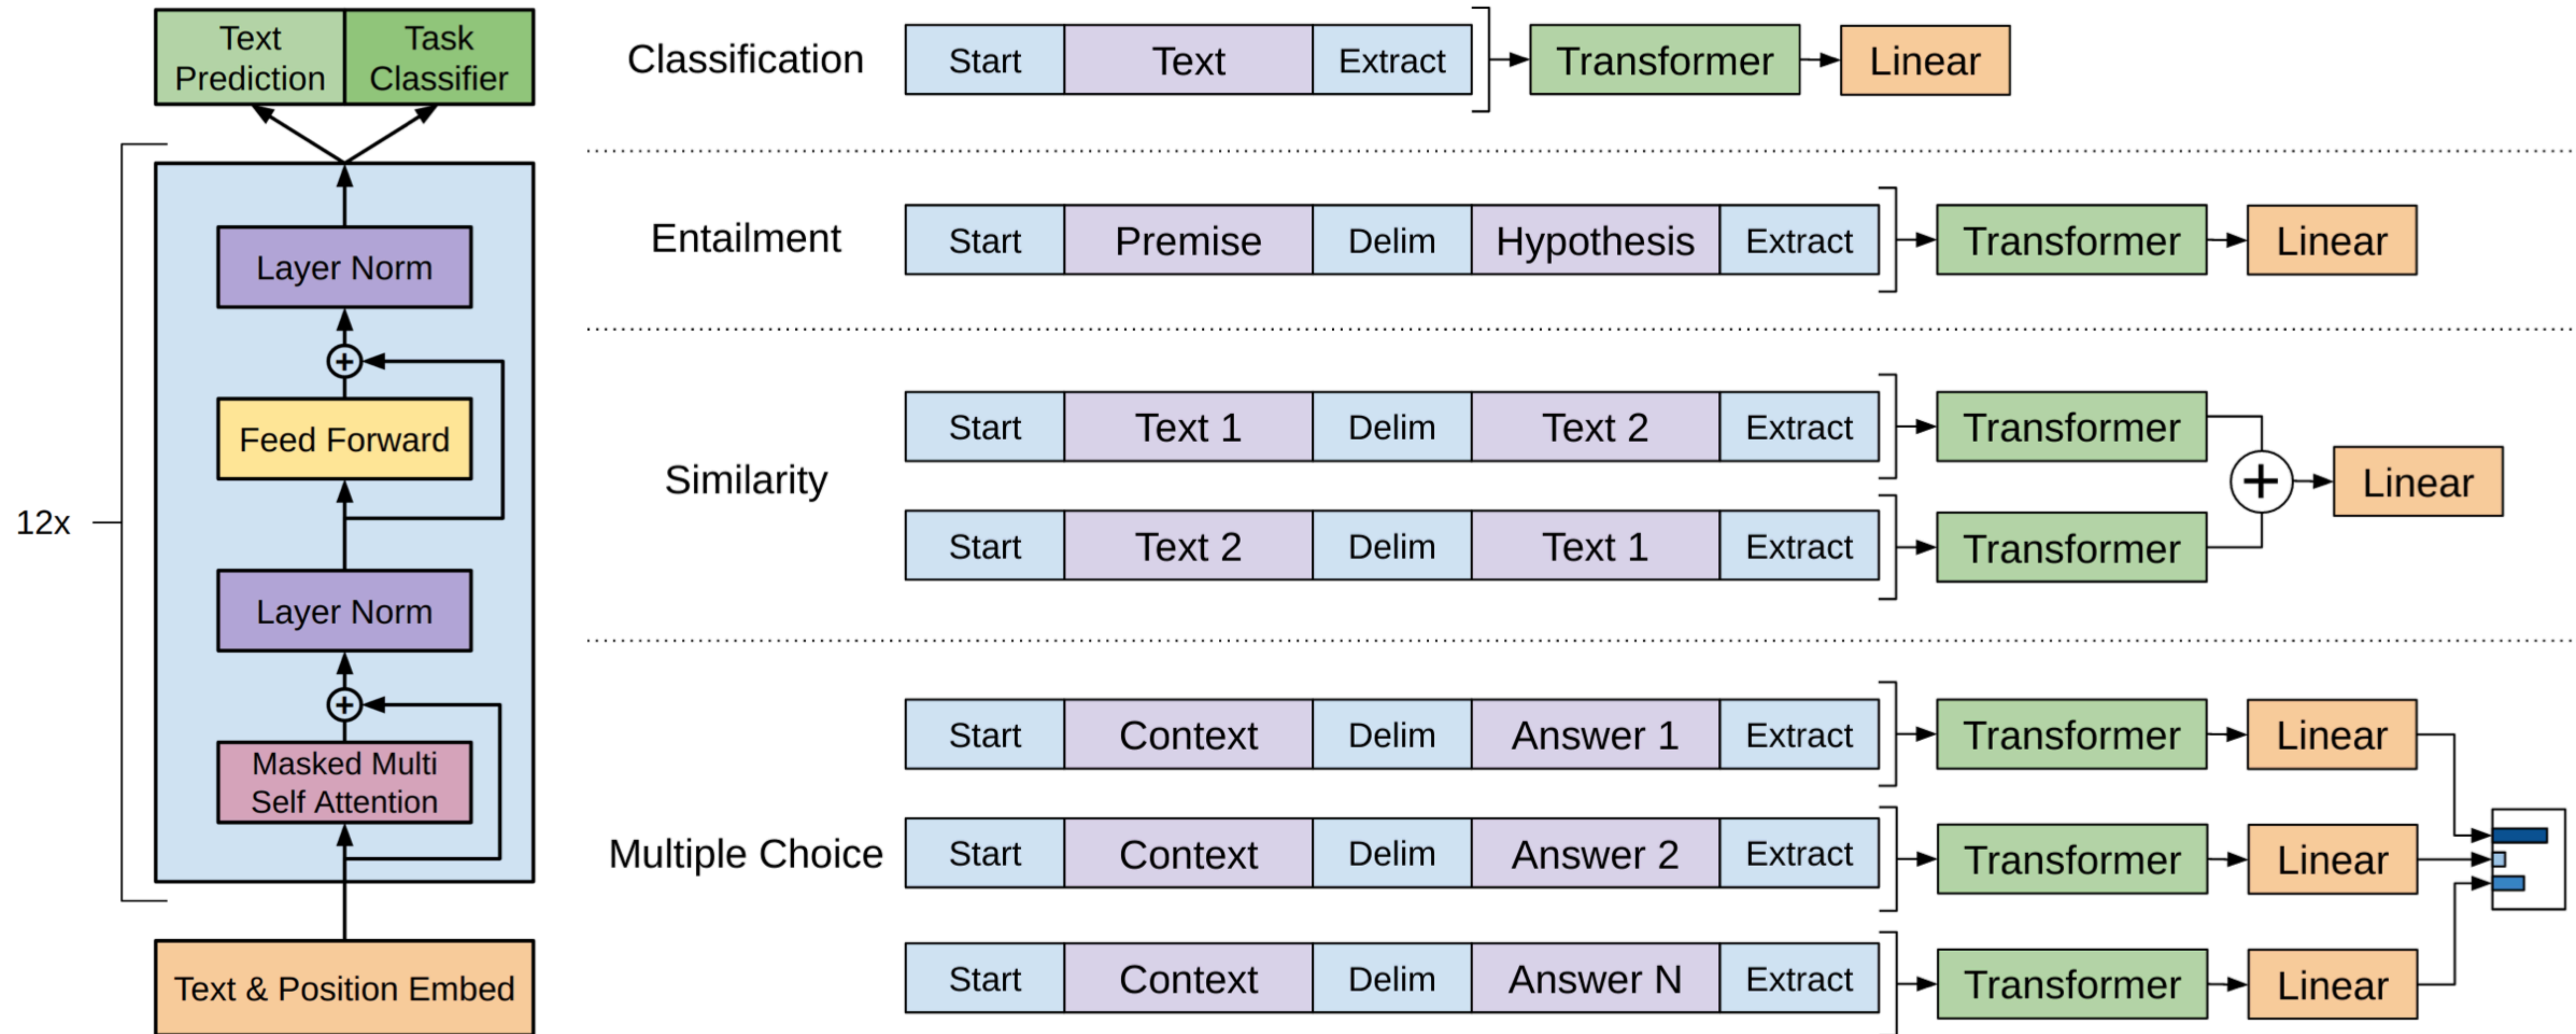 Text
Prediction
Task
Classifier
12x
Layer Norm
Feed Forward
Layer Norm
Masked Multi
Self Attention
Text & Position Embed
Classification
Start Text Extract Transformer Linear
Entailment
Start Premise Delim Hypothesis Extract Transformer Linear
Similarity
Start Text 1 Delim Text 2 Extract Transformer
Start Text 2 Delim Text 1 Extract Transformer
Linear
Multiple Choice
Start Context Delim Answer 1 Extract Transformer Linear
Start Context Delim Answer 2 Extract Transformer Linear
Start Context Delim Answer N Extract Transformer Linear